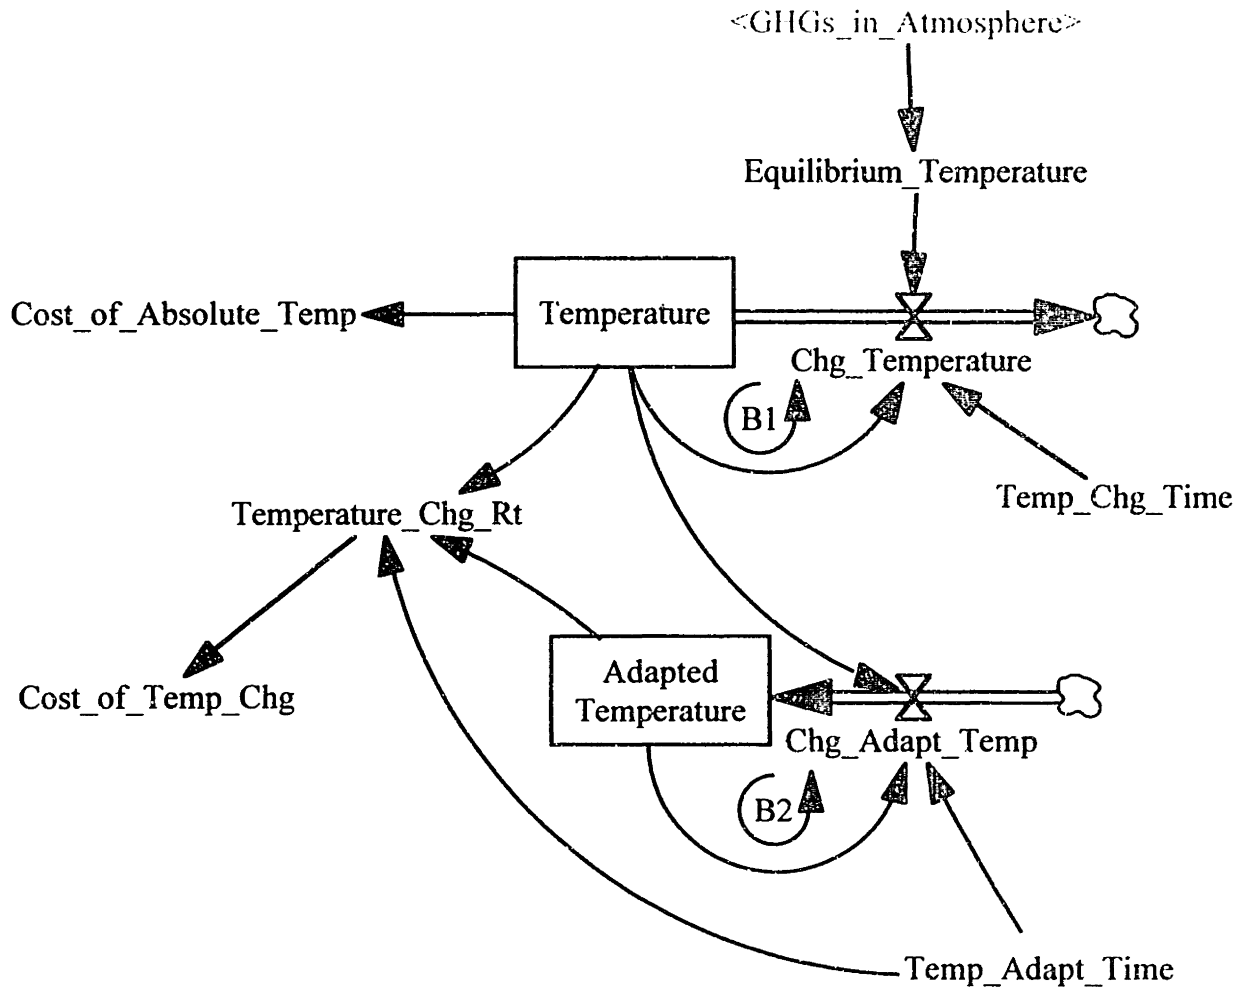 <GHGs_in_Atmosphere>
Equilibrium_Temperature
Cost_of_Absolute_Temp
Temperature
Chg_Temperature
B1
Temp_Chg_Time
Temperature_Chg_Rt
Adapted
Temperature
Cost_of_Temp_Chg
Chg_Adapt_Temp
B2
Temp_Adapt_Time